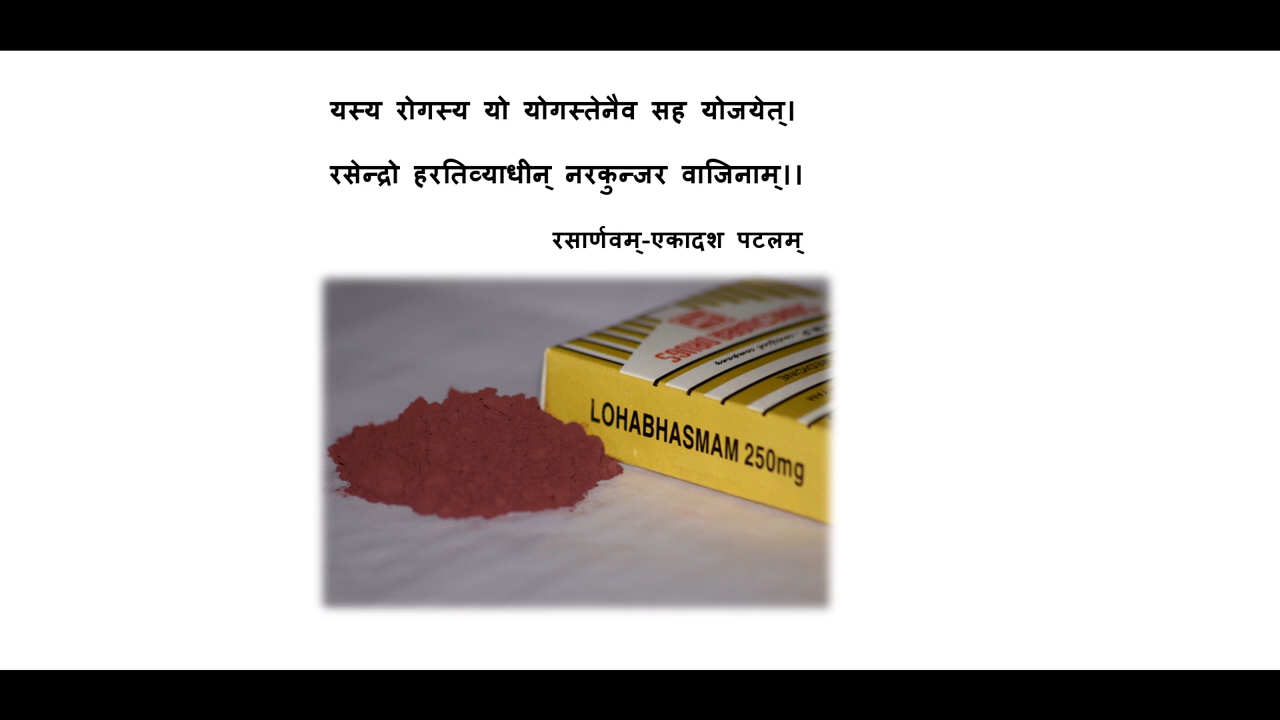 यस्य रोगस्य यो योगस्तेनैव सह योजयेत्।
रसेन्द्रो हरतिव्याधीन् नरकुन्जर वाजिनाम्।।
रसार्णवम्-एकादश पटलम्
LOHABHASMAM 250mg